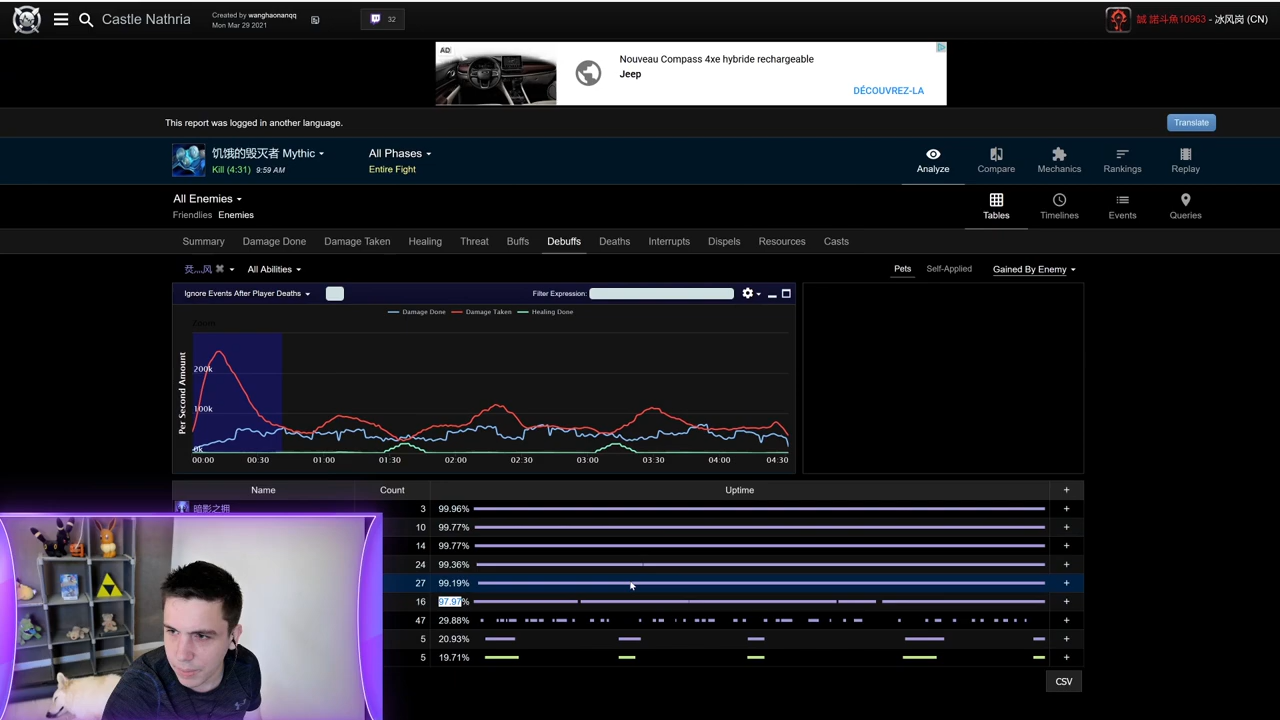 Castle Nathria
Created by wanghaonanqq
Mon Mar 29 2021
32
誠 諾斗魚10963 - 冰风岗 (CN)
AD
Nouveau Compass 4xe hybride rechargeable
Jeep
DÉCOUVREZ-LA
This report was logged in another language.
Translate
饥饿的毁灭者 Mythic
Kill (4:31) 9:59 AM
All Phases
Entire Fight
Analyze
Compare
Mechanics
Rankings
Replay
All Enemies
Friendlies Enemies
Tables
Timelines
Events
Queries
Summary Damage Done Damage Taken Healing Threat Buffs Debuffs Deaths Interrupts Dispels Resources Casts
All Abilities
Pets Self-Applied Gained By Enemy
Ignore Events After Player Deaths
Filter Expression:
Damage Done Damage Taken Healing Done
Zoom
Per Second Amount
200k
100k
0k
00:00 00:30 01:00 01:30 02:00 02:30 03:00 03:30 04:00 04:30
Name Count Uptime +
暗影之拥 3 99.96% +
10 99.77% +
14 99.77% +
24 99.36% +
27 99.19% +
16 97.97% +
47 29.88% +
5 20.93% +
5 19.71% +
CSV